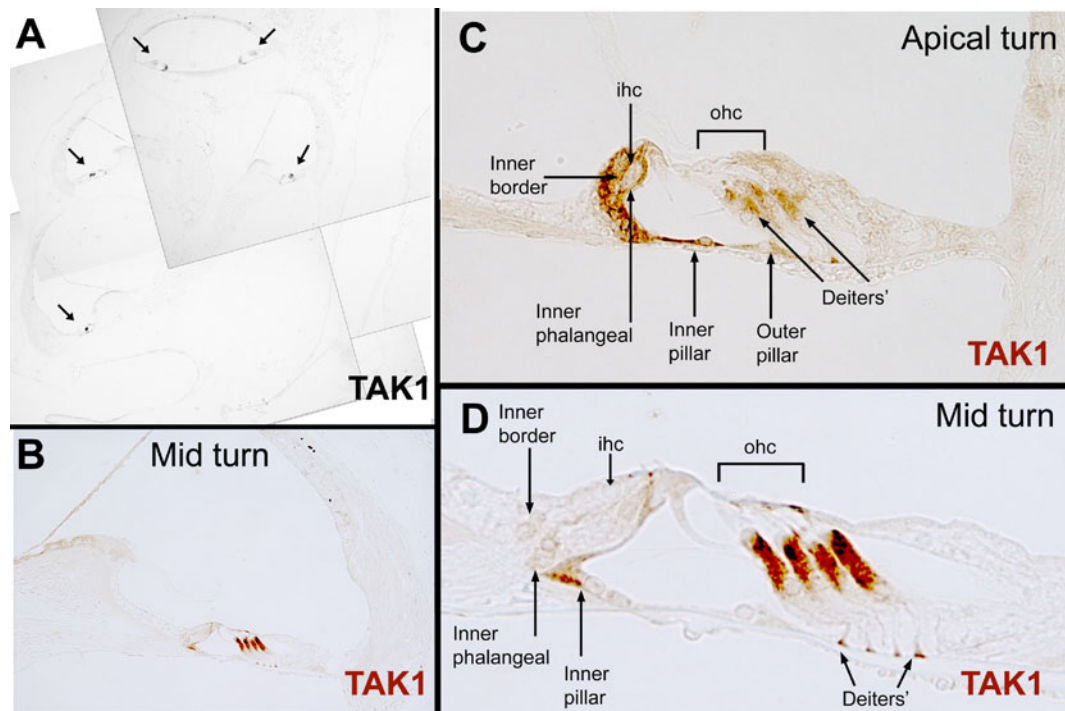 A
TAK1
B
Mid turn
TAK1
C
Apical turn
ihc
ohc
Inner
border
Inner
phalangeal
Inner
pillar
Outer
pillar
Deiters'
TAK1
D
Mid turn
Inner
border
ihc
ohc
Inner
phalangeal
Inner
pillar
Deiters'
TAK1